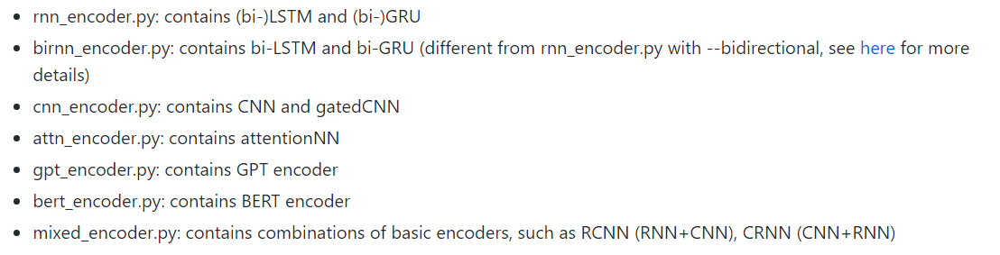 • rnn_encoder.py: contains (bi-)LSTM and (bi-)GRU
• birnn_encoder.py: contains bi-LSTM and bi-GRU (different from rnn_encoder.py with --bidirectional, see here for more
details)
• cnn_encoder.py: contains CNN and gatedCNN
• attn_encoder.py: contains attentionNN
• gpt_encoder.py: contains GPT encoder
• bert_encoder.py: contains BERT encoder
• mixed_encoder.py: contains combinations of basic encoders, such as RCNN (RNN+CNN), CRNN (CNN+RNN)